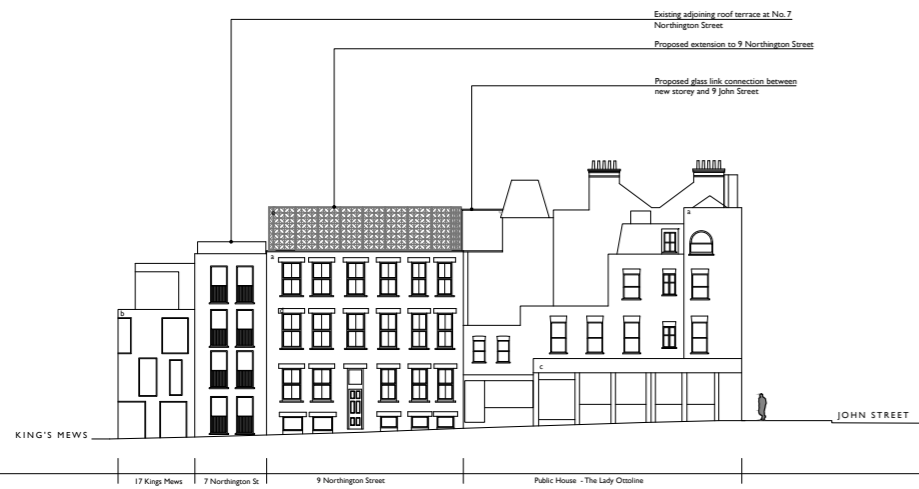 Existing adjoining roof terrace at No. 7
Northington Street
Proposed extension to 9 Northington Street
Proposed glass link connection between
new storey and 9 John Street
e
a
a
b
c
c
KING'S MEWS
JOHN STREET
17 Kings Mews
7 Northington St
9 Northington Street
Public House - The Lady Ottoline